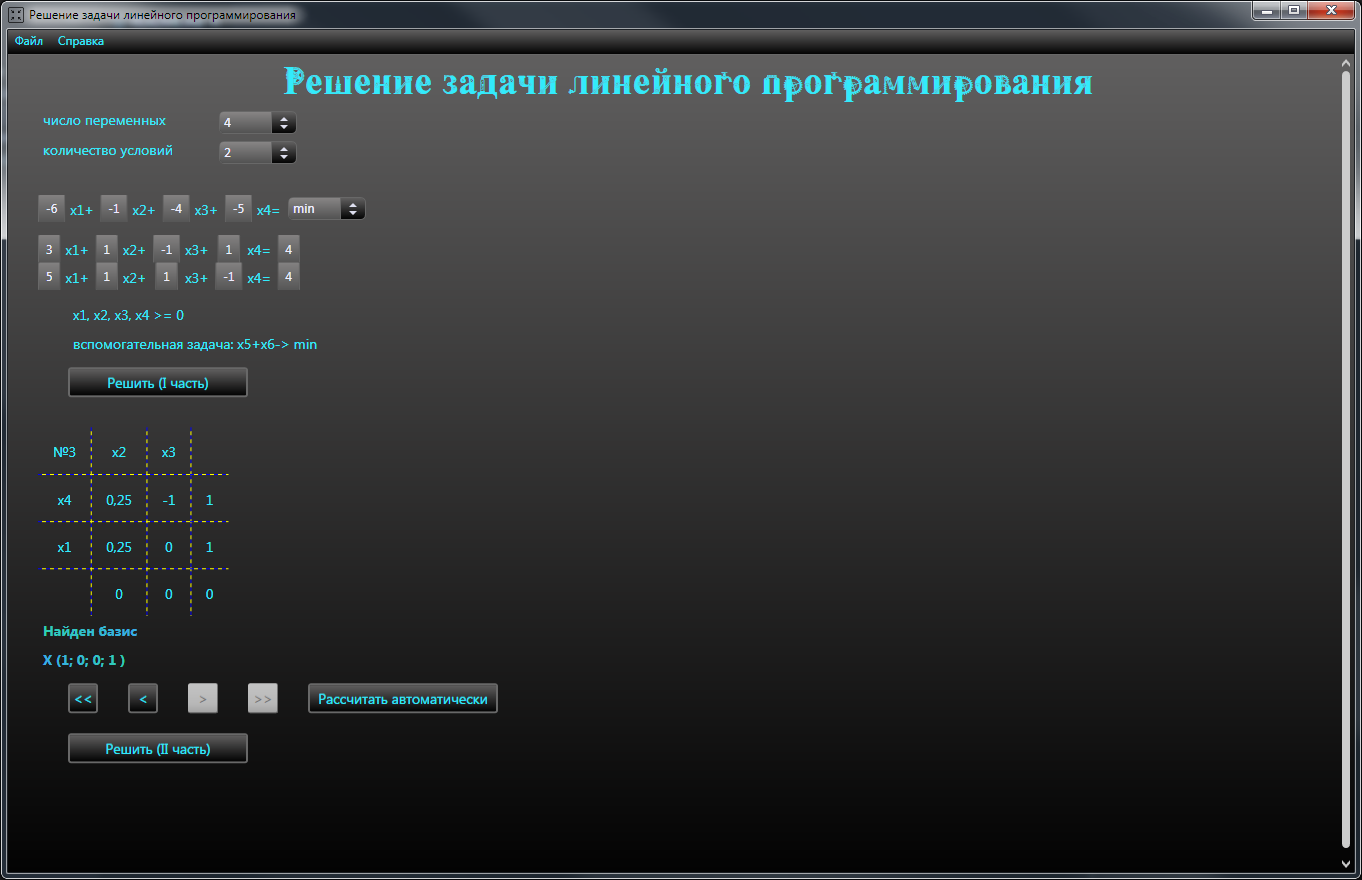 Решение задачи линейного программирования
Файл Справка
Решение задачи линейного программирования
число переменных 4
количество условий 2
-6 x1+ -1 x2+ -4 x3+ -5 x4= min
3 x1+ 1 x2+ -1 x3+ 1 x4= 4
5 x1+ 1 x2+ 1 x3+ -1 x4= 4
x1, x2, x3, x4 >= 0
вспомогательная задача: x5+x6-> min
Решить (I часть)
№3 x2 x3
x4 0,25 -1 1
x1 0,25 0 1
0 0 0
Найден базис
X (1; 0; 0; 1 )
<< < > >> Рассчитать автоматически
Решить (II часть)